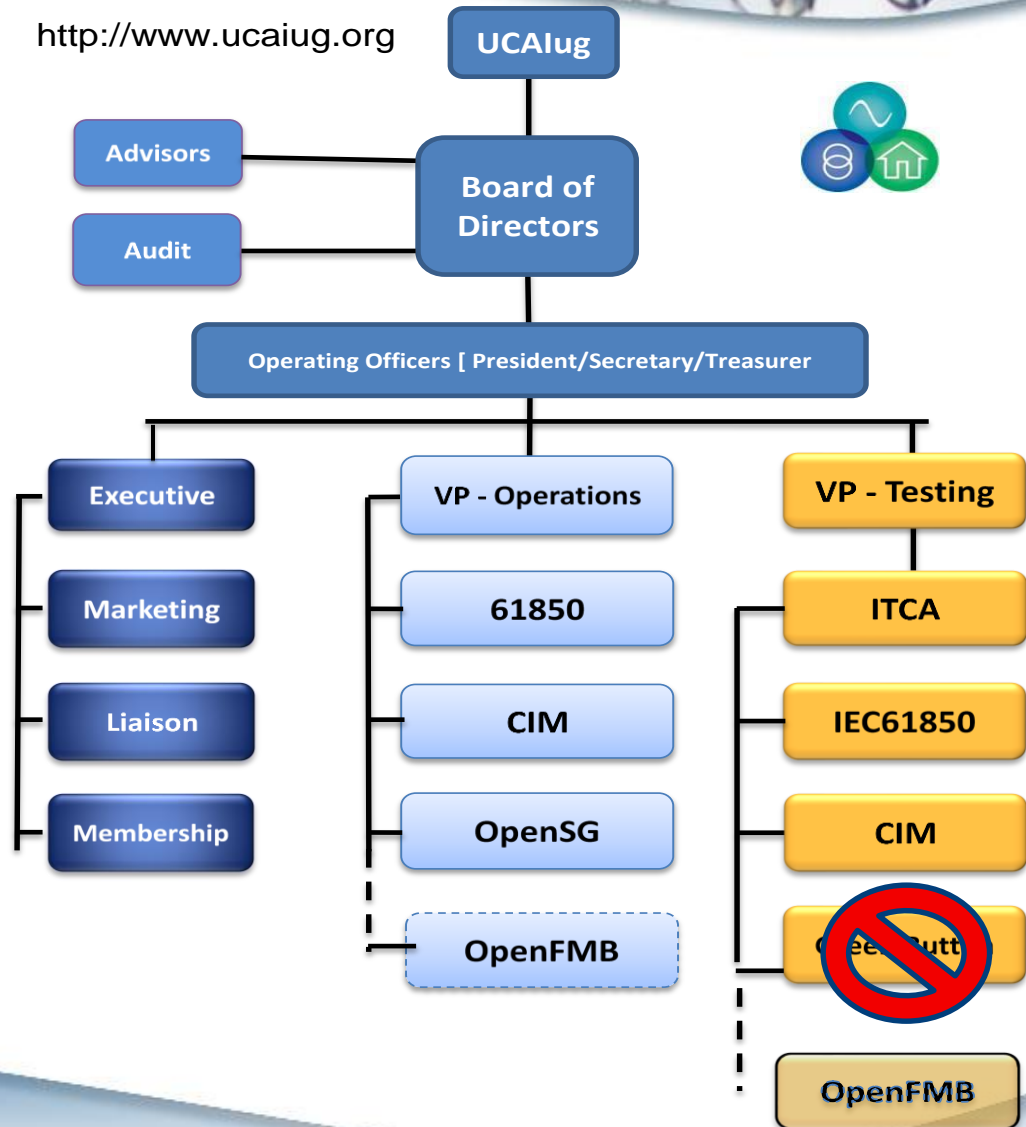 http://www.ucaiug.org
UCAIug
Advisors
Board of
Directors
Audit
Operating Officers [ President/Secretary/Treasurer
Executive
Marketing
Liaison
Membership
VP - Operations
61850
CIM
OpenSG
OpenFMB
VP - Testing
ITCA
IEC61850
CIM
OpenFMB